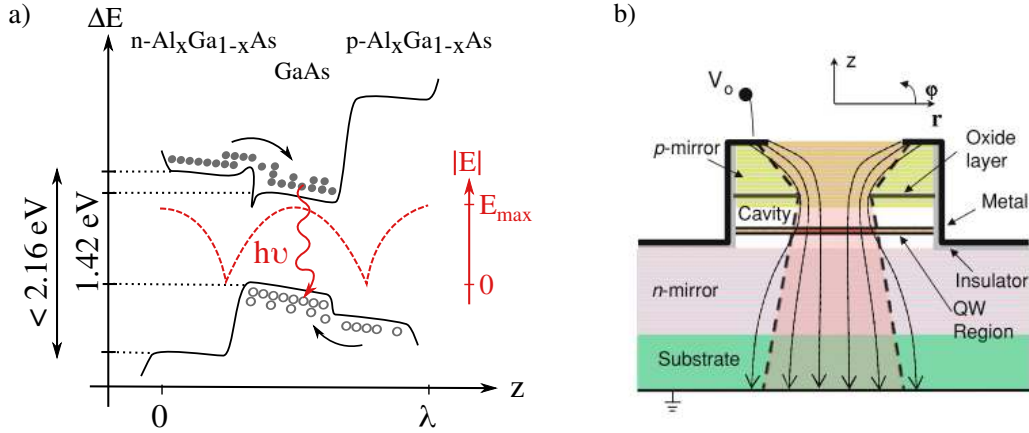 a)
ΔE
n-AlxGa1-xAs
p-AlxGa1-xAs
GaAs
|E|
Emax
0
hυ
< 2.16 eV
1.42 eV
0
λ
z
b)
Vo
z
φ
r
p-mirror
Oxide
layer
Metal
Cavity
Insulator
n-mirror
QW
Region
Substrate